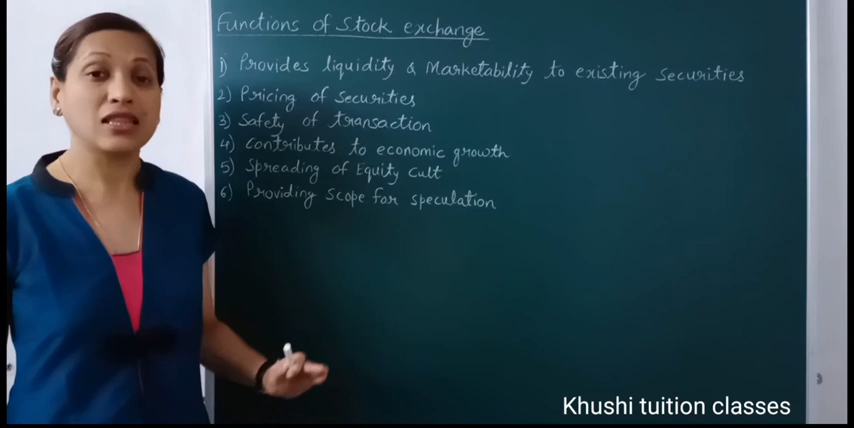 Functions of Stock exchange
1) Provides liquidity & Marketability to existing securities
2) Pricing of securities
3) Safety of transaction
4) Contributes to economic growth
5) Spreading of Equity cult
6) Providing scope for speculation
Khushi tuition classes